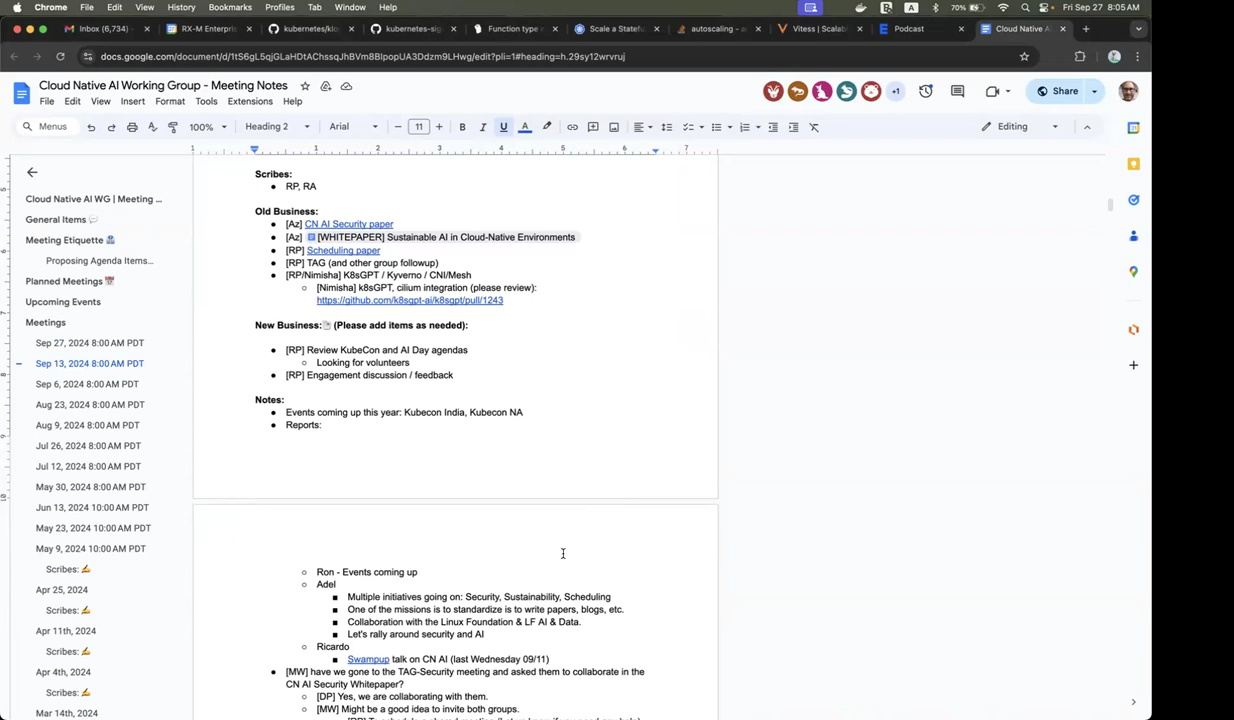 Chrome File Edit View History Bookmarks Profiles Tab Window Help
A 70% Fri Sep 27 8:05 AM
Inbox (6,734) RX-M Enterpris kubernetes/klo kubernetes-sig Function type Scale a Statefu autoscaling - Vitess | Scalab Podcast Cloud Native AI
docs.google.com/document/d/1tS6gL5qjGLaHDtAChssqJhBVm8BlpopUA3Ddzm9LHwg/edit?pli=1#heading=h.29sy12wrvruj
Cloud Native AI Working Group - Meeting Notes
+1
Share
File Edit View Insert Format Tools Extensions Help
Menus 100% Heading 2 Arial 11 B I U A Editing
1 1 2 3 4 5 6 7
Cloud Native AI WG | Meeting ...
General Items 💬
Meeting Etiquette
Proposing Agenda Items...
Planned Meetings 📅
Upcoming Events
Meetings
Sep 27, 2024 8:00 AM PDT
Sep 13, 2024 8:00 AM PDT
Sep 6, 2024 8:00 AM PDT
Aug 23, 2024 8:00 AM PDT
Aug 9, 2024 8:00 AM PDT
Jul 26, 2024 8:00 AM PDT
Jul 12, 2024 8:00 AM PDT
May 30, 2024 8:00 AM PDT
Jun 13, 2024 10:00 AM PDT
May 23, 2024 10:00 AM PDT
May 9, 2024 10:00 AM PDT
Scribes: ✍️
Apr 25, 2024
Scribes: ✍️
Apr 11th, 2024
Scribes: ✍️
Apr 4th, 2024
Scribes: ✍️
Mar 14th, 2024
Scribes:
● RP, RA
Old Business:
● [Az] CN AI Security paper
● [Az] [WHITEPAPER] Sustainable AI in Cloud-Native Environments
● [RP] Scheduling paper
● [RP] TAG (and other group followup)
● [RP/Nimisha] K8sGPT / Kyverno / CNI/Mesh
○ [Nimisha] k8sGPT, cilium integration (please review):
https://github.com/k8sgpt-ai/k8sgpt/pull/1243
New Business: (Please add items as needed):
● [RP] Review KubeCon and AI Day agendas
○ Looking for volunteers
● [RP] Engagement discussion / feedback
Notes:
● Events coming up this year: Kubecon India, Kubecon NA
● Reports:
○ Ron - Events coming up
○ Adel
■ Multiple initiatives going on: Security, Sustainability, Scheduling
■ One of the missions is to standardize is to write papers, blogs, etc.
■ Collaboration with the Linux Foundation & LF AI & Data.
■ Let's rally around security and AI
○ Ricardo
■ Swampup talk on CN AI (last Wednesday 09/11)
● [MW] have we gone to the TAG-Security meeting and asked them to collaborate in the
CN AI Security Whitepaper?
○ [DP] Yes, we are collaborating with them.
○ [MW] Might be a good idea to invite both groups.